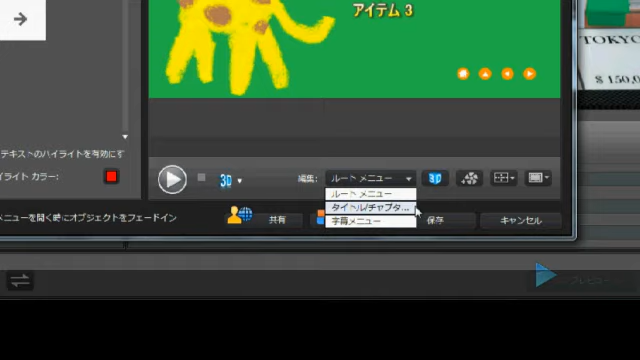 アイテム 3
TOKYO
$ 150,0
テキストのハイライトを有効にす
イライト カラー:
3D
編集:
ルート メニュー
3D
ルート メニュー
タイトル/チャプタ...
字幕メニュー
メニューを開く時にオブジェクトをフェードイン
共有
保存
キャンセル
プレビュー